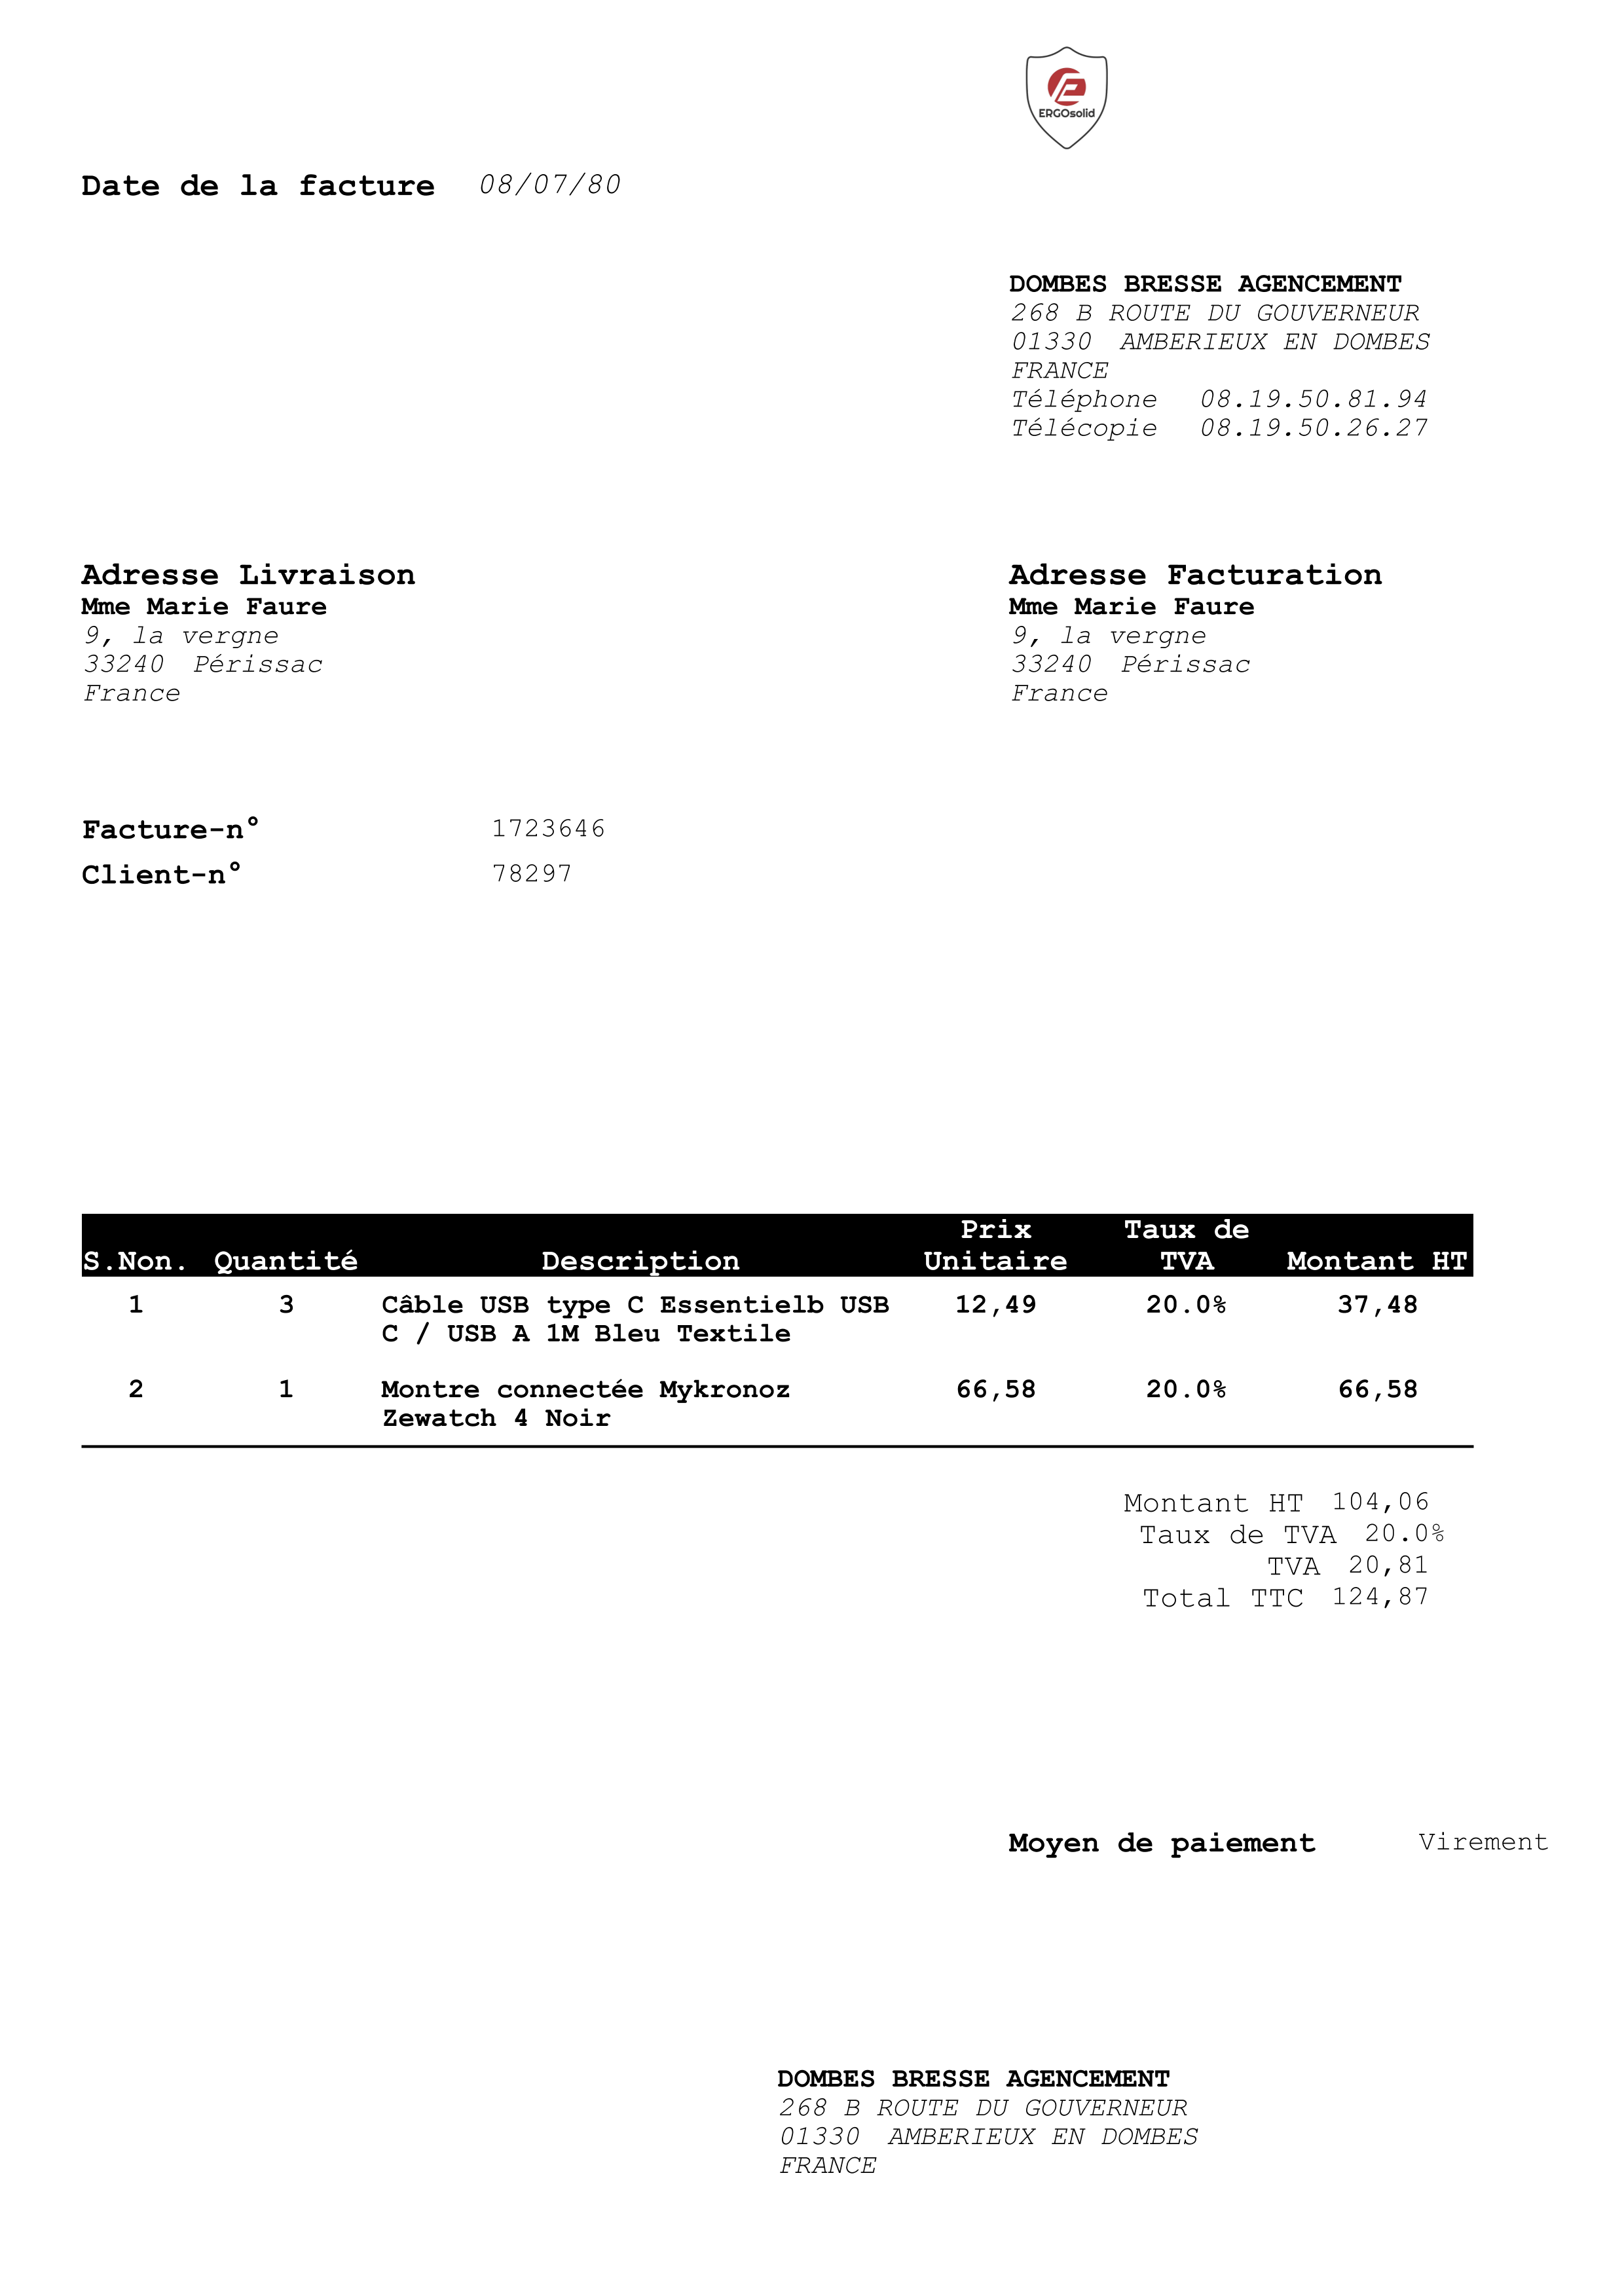 ERGOsolid
Date de la facture 08/07/80
DOMBES BRESSE AGENCEMENT
268 B ROUTE DU GOUVERNEUR
01330 AMBERIEUX EN DOMBES
FRANCE
Téléphone 08.19.50.81.94
Télécopie 08.19.50.26.27
Adresse Livraison
Mme Marie Faure
9, la vergne
33240 Périssac
France
Adresse Facturation
Mme Marie Faure
9, la vergne
33240 Périssac
France
Facture-n° 1723646
Client-n° 78297
S.Non. Quantité Description Prix Unitaire Taux de TVA Montant HT
1 3 Câble USB type C Essentielb USB 12,49 20.0% 37,48
C / USB A 1M Bleu Textile
2 1 Montre connectée Mykronoz 66,58 20.0% 66,58
Zewatch 4 Noir
Montant HT 104,06
Taux de TVA 20.0%
TVA 20,81
Total TTC 124,87
Moyen de paiement Virement
DOMBES BRESSE AGENCEMENT
268 B ROUTE DU GOUVERNEUR
01330 AMBERIEUX EN DOMBES
FRANCE